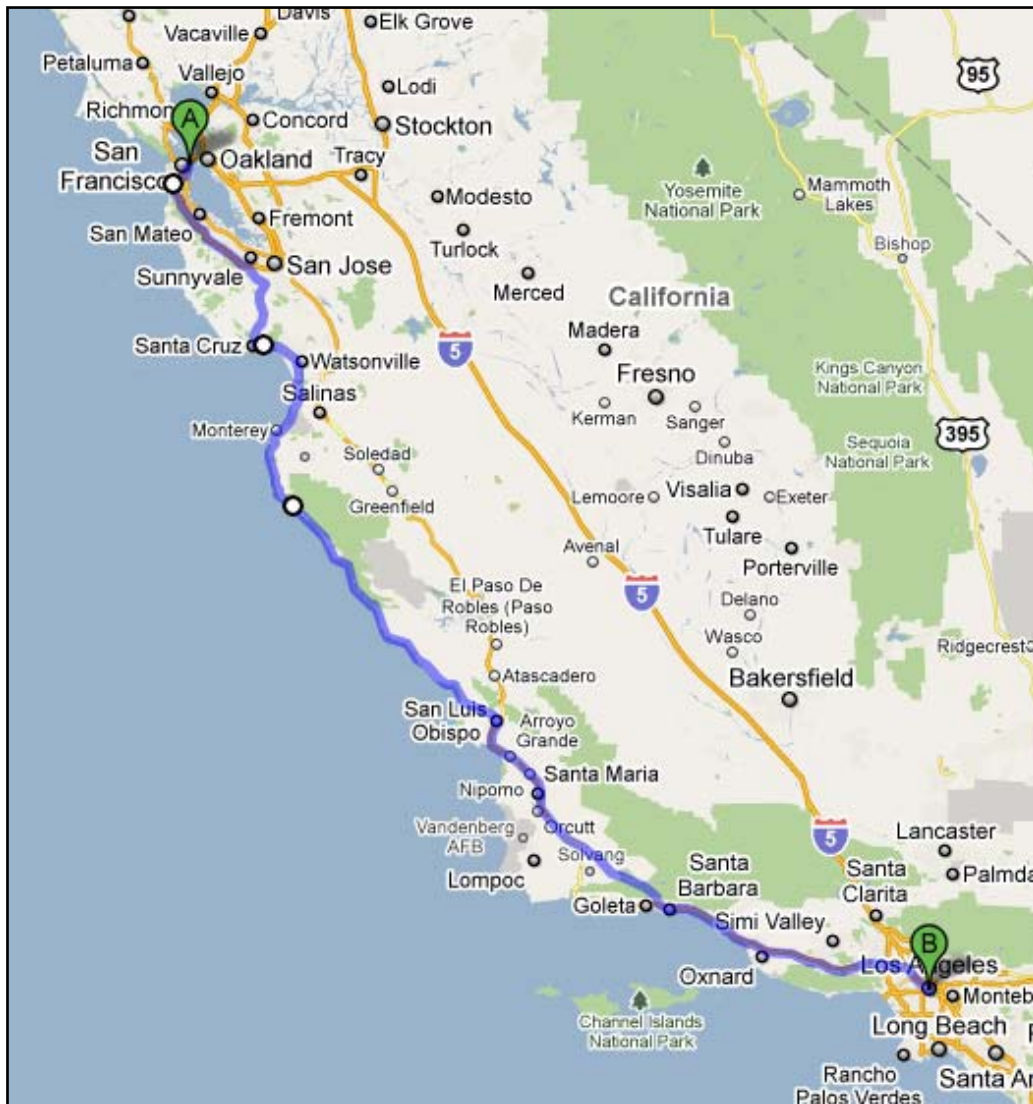 Davis
Elk Grove
Vacaville
Petaluma
Vallejo
95
Lodi
Richmon
A
Concord
Stockton
San
Francisco
Oakland
Tracy
Yosemite
National Park
Mammoth
Lakes
Modesto
Fremont
San Mateo
Turlock
Bishop
Sunnyvale
San Jose
Merced
California
Santa Cruz
Madera
5
Watsonville
Kings Canyon
National Park
Fresno
Salinas
Kerman
Sanger
Monterey
395
Dinuba
Sequoia
National Park
Soledad
Greenfield
Lemoore
Visalia
Exeter
Tulare
Avenal
Porterville
El Paso De
Robles (Paso
Robles)
5
Delano
Wasco
Ridgecrest
Atascadero
Bakersfield
San Luis
Obispo
Arroyo
Grande
Santa Maria
Nipomo
Vandenberg
AFB
Orcutt
5
Lancaster
Solvang
Lompoc
Santa
Barbara
Santa
Clarita
Palmda
Goleta
Simi Valley
B
Los Angeles
Oxnard
Monteb
Channel Islands
National Park
Long Beach
Rancho
Palos Verdes
Santa An